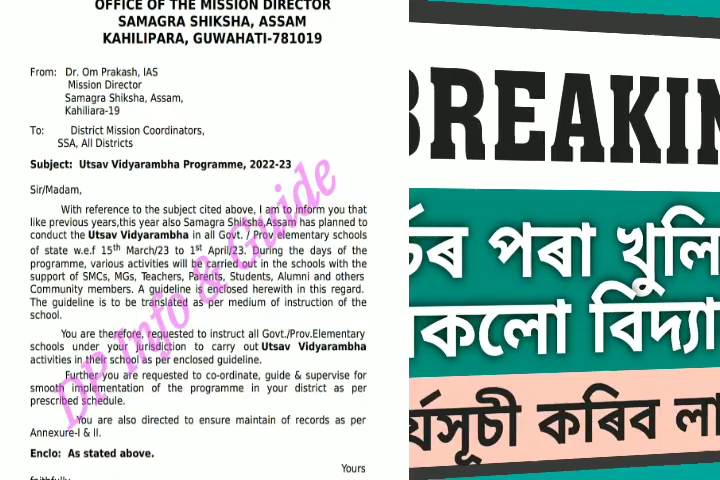 OFFICE OF THE MISSION DIRECTOR
SAMAGRA SHIKSHA, ASSAM
KAHILIPARA, GUWAHATI-781019
From: Dr. Om Prakash, IAS
Mission Director
Samagra Shiksha, Assam,
Kahiliara-19
To: District Mission Coordinators,
SSA, All Districts
Subject: Utsav Vidyarambha Programme, 2022-23
Sir/Madam,
With reference to the subject cited above, I am to inform you that
like previous years,this year also Samagra Shiksha,Assam has planned to
conduct the Utsav Vidyarambha in all Govt. / Prov elementary schools
of state w.e.f 15th March/23 to 1st April/23. During the days of the
programme, various activities will be carried out in the schools with the
support of SMCs, MGs, Teachers, Parents, Students, Alumni and others
Community members. A guideline is enclosed herewith in this regard.
The guideline is to be translated as per medium of instruction of the
school.
You are therefore, requested to instruct all Govt./Prov.Elementary
schools under your jurisdiction to carry out Utsav Vidyarambha
activities in their school as per enclosed guideline.
Further you are requested to co-ordinate, guide & supervise for
smooth implementation of the programme in your district as per
prescribed schedule.
You are also directed to ensure maintain of records as per
Annexure-I & II.
Enclo: As stated above.
Yours
faithfully
DP Info & Guide
BREAKIN
ৰ্চৰ পৰা খুলি
কলো বিদ্যা
ৰ্যসূচী কৰিব লা